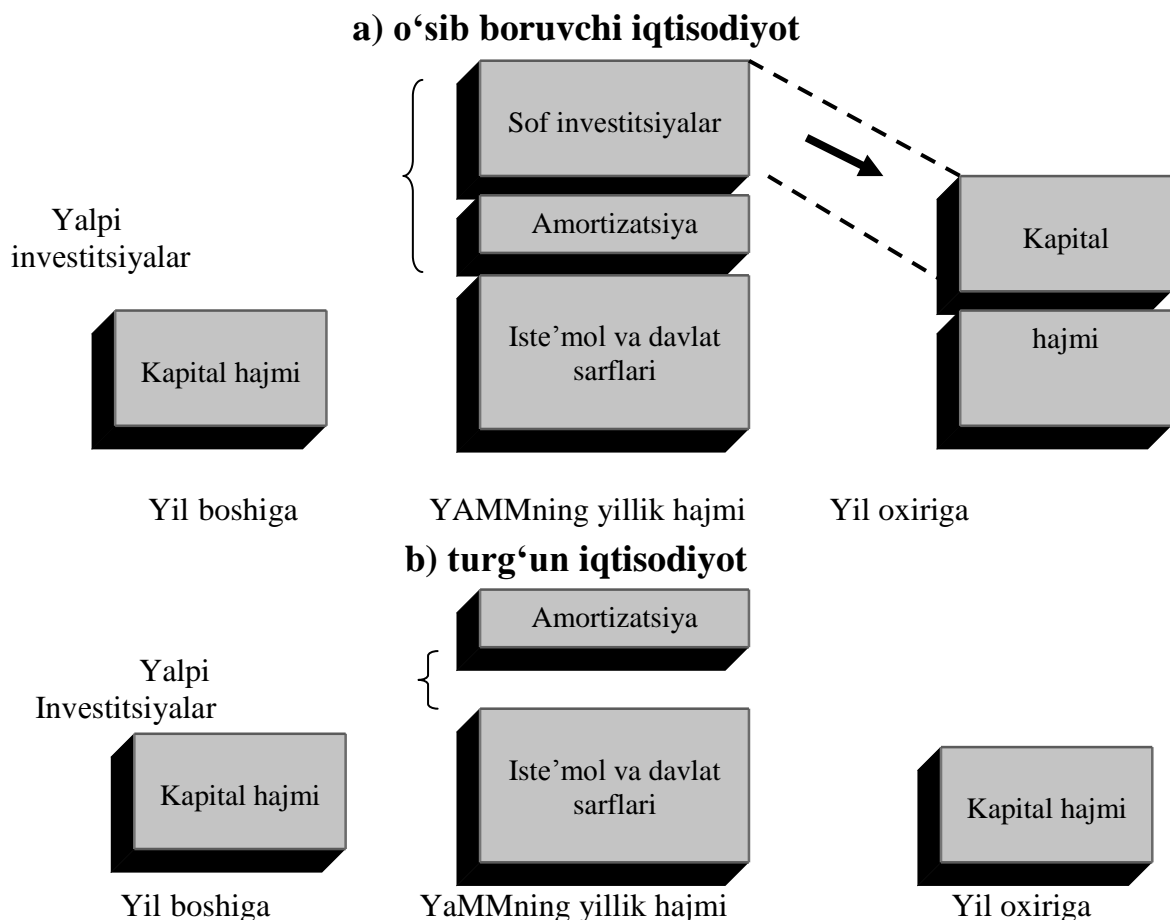 a) o‘sib boruvchi iqtisodiyot
Sof investitsiyalar
Amortizatsiya
Yalpi
investitsiyalar
Kapital
hajmi
Iste’mol va davlat
sarflari
Kapital hajmi
Yil boshiga
YAMMning yillik hajmi
Yil oxiriga
b) turg‘un iqtisodiyot
Amortizatsiya
Yalpi
Investitsiyalar
Iste’mol va davlat
sarflari
Kapital hajmi
Kapital hajmi
Yil boshiga
YaMMning yillik hajmi
Yil oxiriga